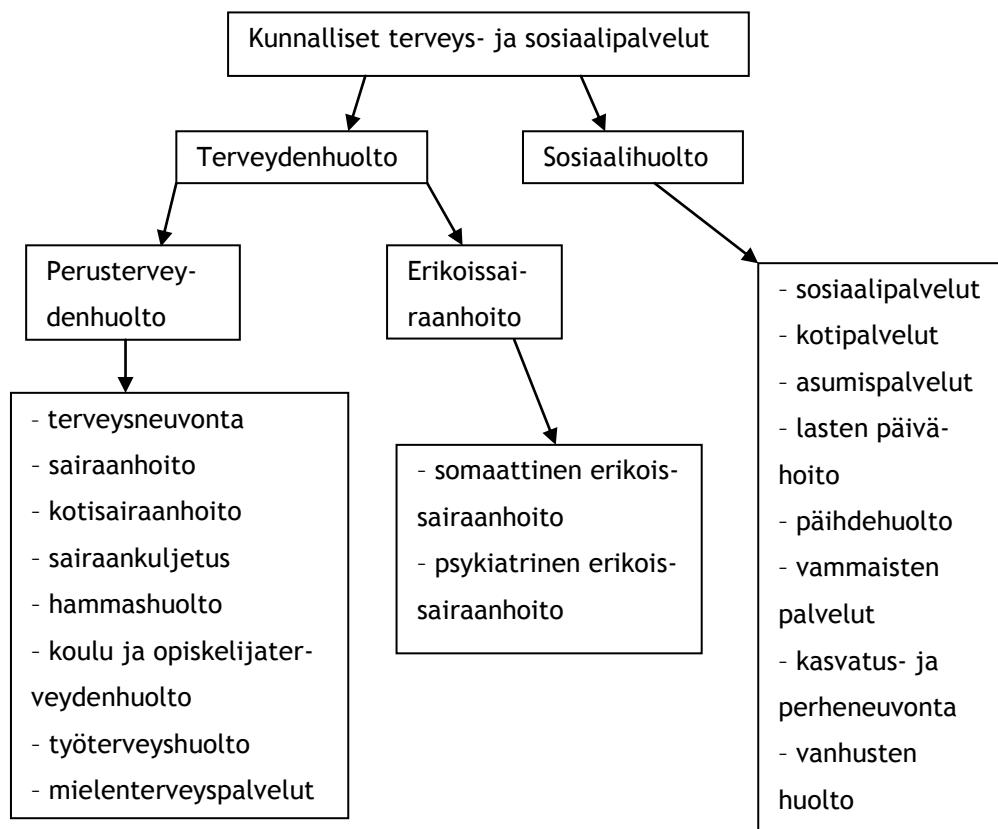 Kunnalliset terveys- ja sosiaalipalvelut
Terveydenhuolto
Sosiaalihuolto
Perustervey-
denhuolto
Erikoissai-
raanhoito
- terveysneuvonta
- sairaanhoito
- kotisairaanhoito
- sairaankuljetus
- hammashuolto
- koulu ja opiskelijater-
veydenhuolto
- työterveyshuolto
- mielenterveyspalvelut
- somaattinen erikois-
sairaanhoito
- psykiatrinen erikois-
sairaanhoito
- sosiaalipalvelut
- kotipalvelut
- asumispalvelut
- lasten päivä-
hoito
- päihdehuolto
- vammaisten
palvelut
- kasvatus- ja
perheneuvonta
- vanhusten
huolto